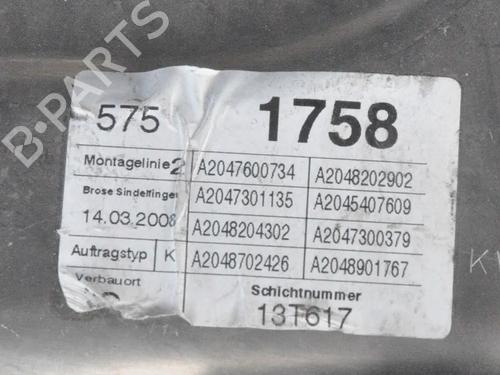 B-PARTS
575 1758
Montagelinie 2 A2047600734 A2048202902
Brose Sindelfingen A2047301135 A2045407609
14.03.2008 A2048204302 A2047300379
Auftragstyp K A2048702426 A2048901767
Verbauort Schichtnummer
13T617